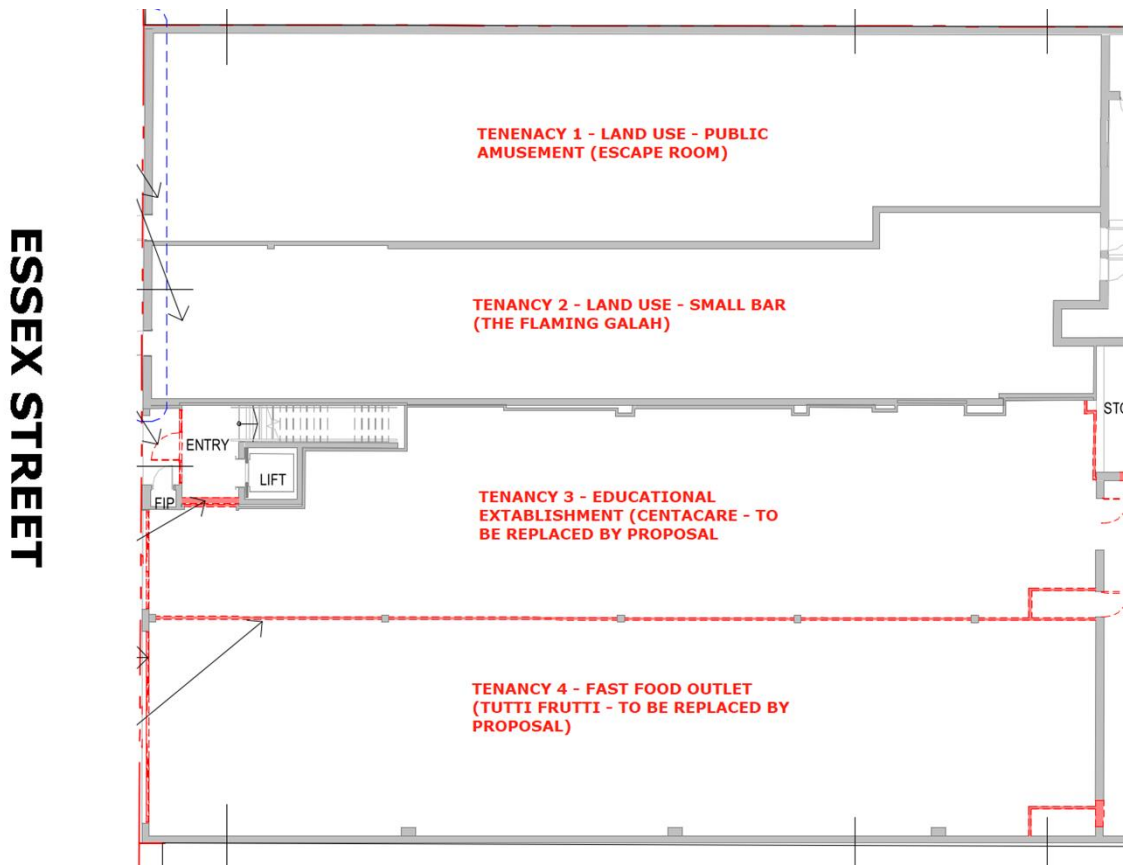 TENENACY 1 - LAND USE - PUBLIC
AMUSEMENT (ESCAPE ROOM)
ESSEX STREET
TENANCY 2 - LAND USE - SMALL BAR
(THE FLAMING GALAH)
STO
ENTRY
LIFT
FIP
TENANCY 3 - EDUCATIONAL
EXTABLISHMENT (CENTACARE - TO
BE REPLACED BY PROPOSAL
TENANCY 4 - FAST FOOD OUTLET
(TUTTI FRUTTI - TO BE REPLACED BY
PROPOSAL)